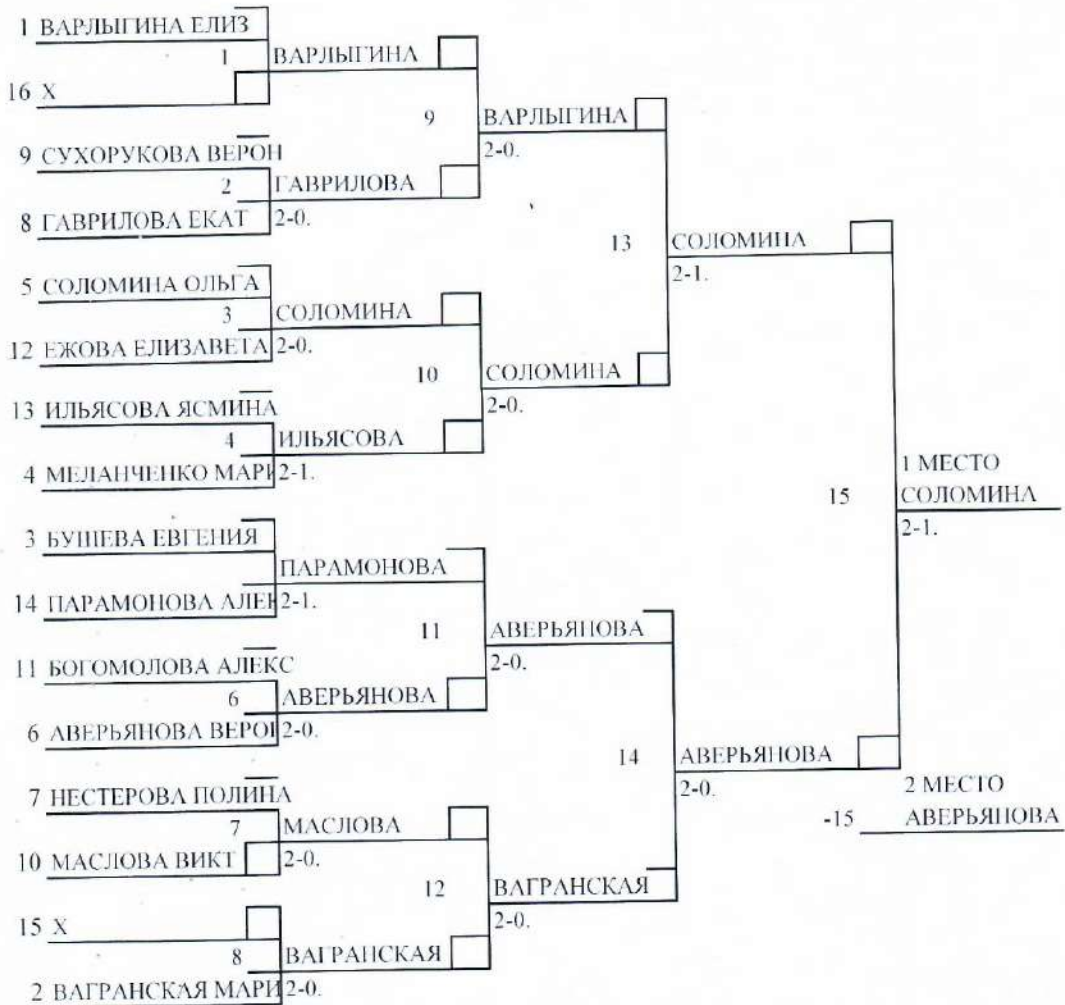 1 ВАРЛЫГИНА ЕЛИЗ
1 ВАРЛЫГИНА
16 X
9 ВАРЛЫГИНА
2-0.
9 СУХОРУКОВА ВЕРОН
2 ГАВРИЛОВА
8 ГАВРИЛОВА ЕКАТ 2-0.
13 СОЛОМИНА
2-1.
5 СОЛОМИНА ОЛЬГА
3 СОЛОМИНА
12 ЕЖОВА ЕЛИЗАВЕТА 2-0.
10 СОЛОМИНА
2-0.
13 ИЛЬЯСОВА ЯСМИНА
4 ИЛЬЯСОВА
4 МЕЛАНЧЕНКО МАРИ 2-1.
15 1 МЕСТО
СОЛОМИНА
2-1.
3 БУШЕВА ЕВГЕНИЯ
ПАРАМОНОВА
14 ПАРАМОНОВА АЛЕК 2-1.
11 АВЕРЬЯНОВА
2-0.
11 БОГОМОЛОВА АЛЕКС
6 АВЕРЬЯНОВА
6 АВЕРЬЯНОВА ВЕРОН 2-0.
14 АВЕРЬЯНОВА
2-0.
7 НЕСТЕРОВА ПОЛИНА
7 МАСЛОВА
10 МАСЛОВА ВИКТ 2-0.
2 МЕСТО
-15 АВЕРЬЯНОВА
12 ВАГРАНСКАЯ
2-0.
15 X
8 ВАГРАНСКАЯ
2 ВАГРАНСКАЯ МАРИ 2-0.